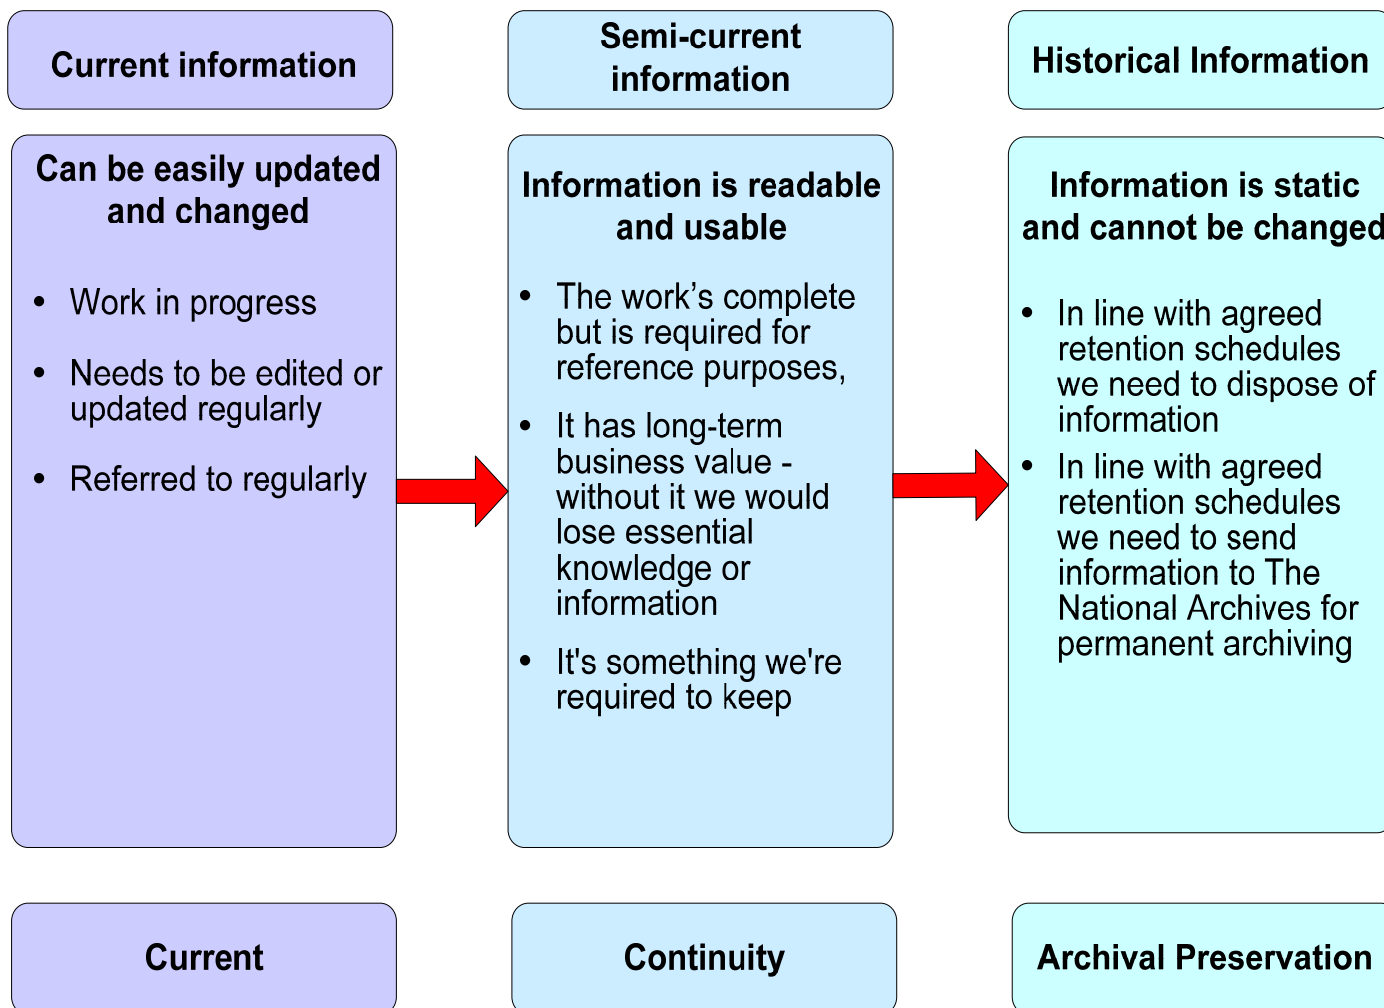 Current information
Semi-current
information
Historical Information
Can be easily updated
and changed
• Work in progress
• Needs to be edited or
updated regularly
• Referred to regularly
Information is readable
and usable
• The work’s complete
but is required for
reference purposes,
• It has long-term
business value -
without it we would
lose essential
knowledge or
information
• It's something we're
required to keep
Information is static
and cannot be changed
• In line with agreed
retention schedules
we need to dispose of
information
• In line with agreed
retention schedules
we need to send
information to The
National Archives for
permanent archiving
Current
Continuity
Archival Preservation